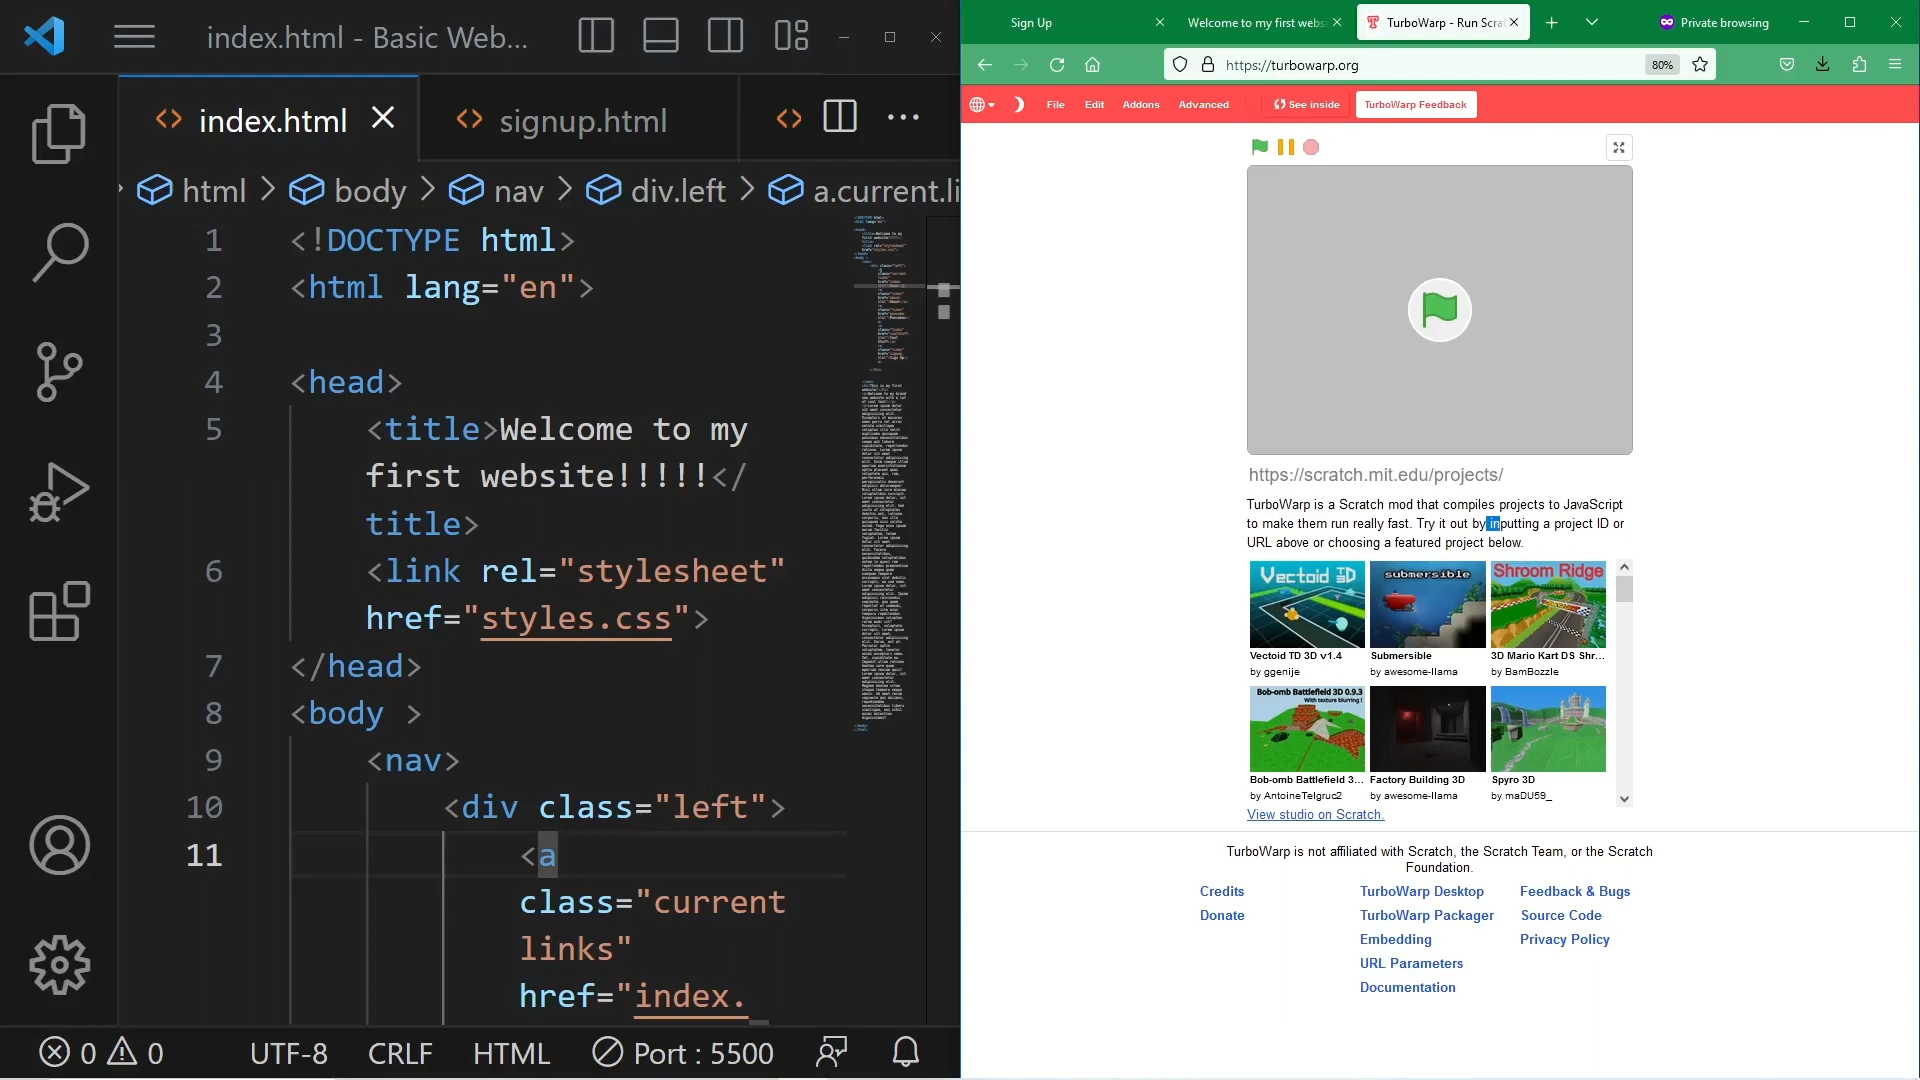 index.html - Basic Web...
index.html
signup.html
html
body
nav
div.left
a.current.li
1 <!DOCTYPE html>
2 <html lang="en">
3
4 <head>
5 <title>Welcome to my
first website!!!!!</
title>
6 <link rel="stylesheet"
href="styles.css">
7 </head>
8 <body >
9 <nav>
10 <div class="left">
11 <a
class="current
links"
href="index.
0 0 UTF-8 CRLF HTML Port : 5500
Sign Up
Welcome to my first webs
TurboWarp - Run Scra
Private browsing
https://turbowarp.org
80%
File Edit Addons Advanced See inside TurboWarp Feedback
https://scratch.mit.edu/projects/
TurboWarp is a Scratch mod that compiles projects to JavaScript
to make them run really fast. Try it out by inputting a project ID or
URL above or choosing a featured project below.
Vectoid TD
submersible
Shroom Ridge
Vectoid TD 3D v1.4
by ggenije
Submersible
by awesome-llama
3D Mario Kart DS Shr...
by BamBozzle
Bob-omb Battlefield 3D 0.9.3
With texture blurring !
Bob-omb Battlefield 3...
by AntoineTelgruc2
Factory Building 3D
by awesome-llama
Spyro 3D
by maDU59_
View studio on Scratch.
TurboWarp is not affiliated with Scratch, the Scratch Team, or the Scratch
Foundation.
Credits
Donate
TurboWarp Desktop
TurboWarp Packager
Embedding
URL Parameters
Documentation
Feedback & Bugs
Source Code
Privacy Policy